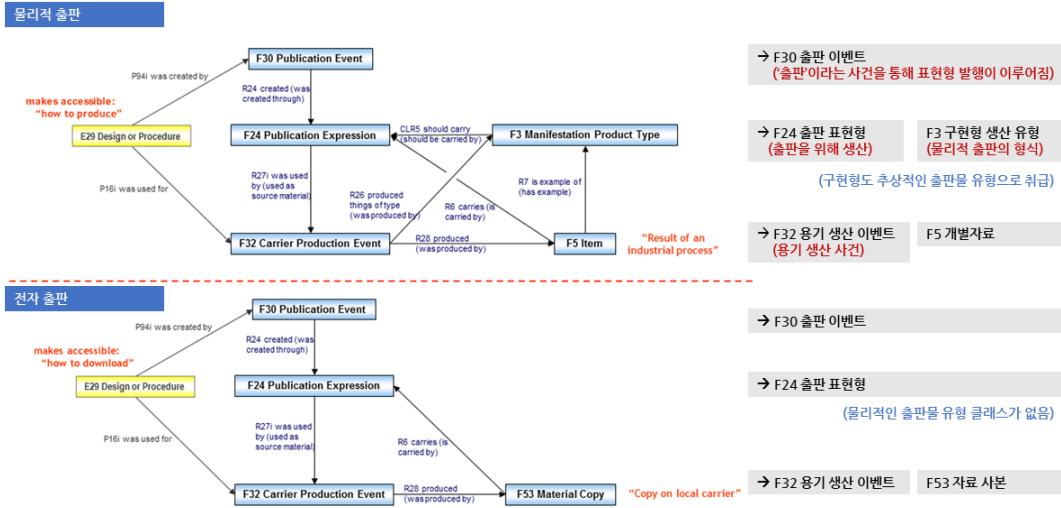 물리적 출판
F30 Publication Event
P94i was created by
R24 created (was
created through)
makes accessible:
"how to produce"
E29 Design or Procedure
F24 Publication Expression
CLR5 should carry
(should be carried by)
F3 Manifestation Product Type
R27i was used
by (used as
source material)
P16i was used for
R26 produced
things of type
(was produced by)
R7 is example of
(has example)
R6 carries (is
carried by)
F32 Carrier Production Event
R28 produced
(was produced by)
F5 Item
"Result of an
industrial process"
→ F30 출판 이벤트
('출판'이라는 사건을 통해 표현형 발행이 이루어짐)
→ F24 출판 표현형
(출판을 위해 생산)
F3 구현형 생산 유형
(물리적 출판의 형식)
(구현형도 추상적인 출판물 유형으로 취급)
→ F32 용기 생산 이벤트
(용기 생산 사건)
F5 개별자료
전자 출판
F30 Publication Event
P94i was created by
R24 created (was
created through)
makes accessible:
"how to download"
E29 Design or Procedure
F24 Publication Expression
R27i was used
by (used as
source material)
P16i was used for
R6 carries (is
carried by)
F32 Carrier Production Event
R28 produced
(was produced by)
F53 Material Copy
"Copy on local carrier"
→ F30 출판 이벤트
→ F24 출판 표현형
(물리적인 출판물 유형 클래스가 없음)
→ F32 용기 생산 이벤트
F53 자료 사본